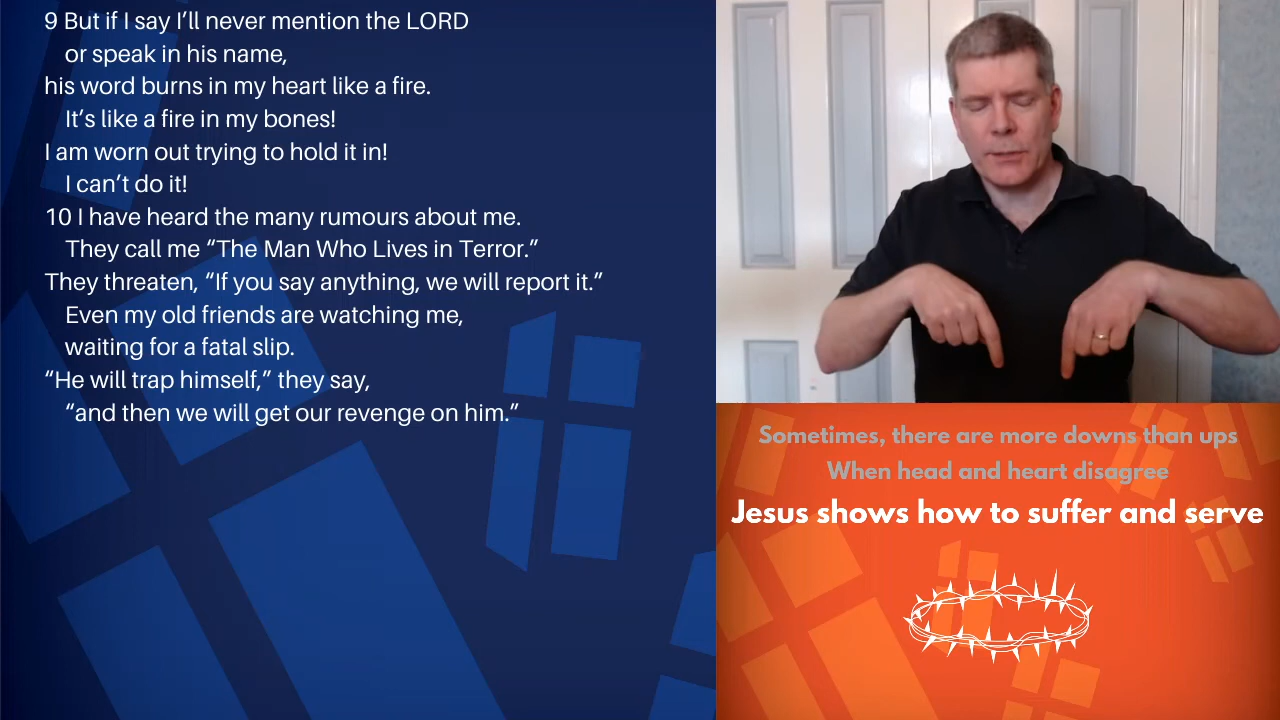 9 But if I say I’ll never mention the LORD
or speak in his name,
his word burns in my heart like a fire.
It’s like a fire in my bones!
I am worn out trying to hold it in!
I can’t do it!
10 I have heard the many rumours about me.
They call me “The Man Who Lives in Terror.”
They threaten, “If you say anything, we will report it.”
Even my old friends are watching me,
waiting for a fatal slip.
“He will trap himself,” they say,
“and then we will get our revenge on him.”
Sometimes, there are more downs than ups
When head and heart disagree
Jesus shows how to suffer and serve